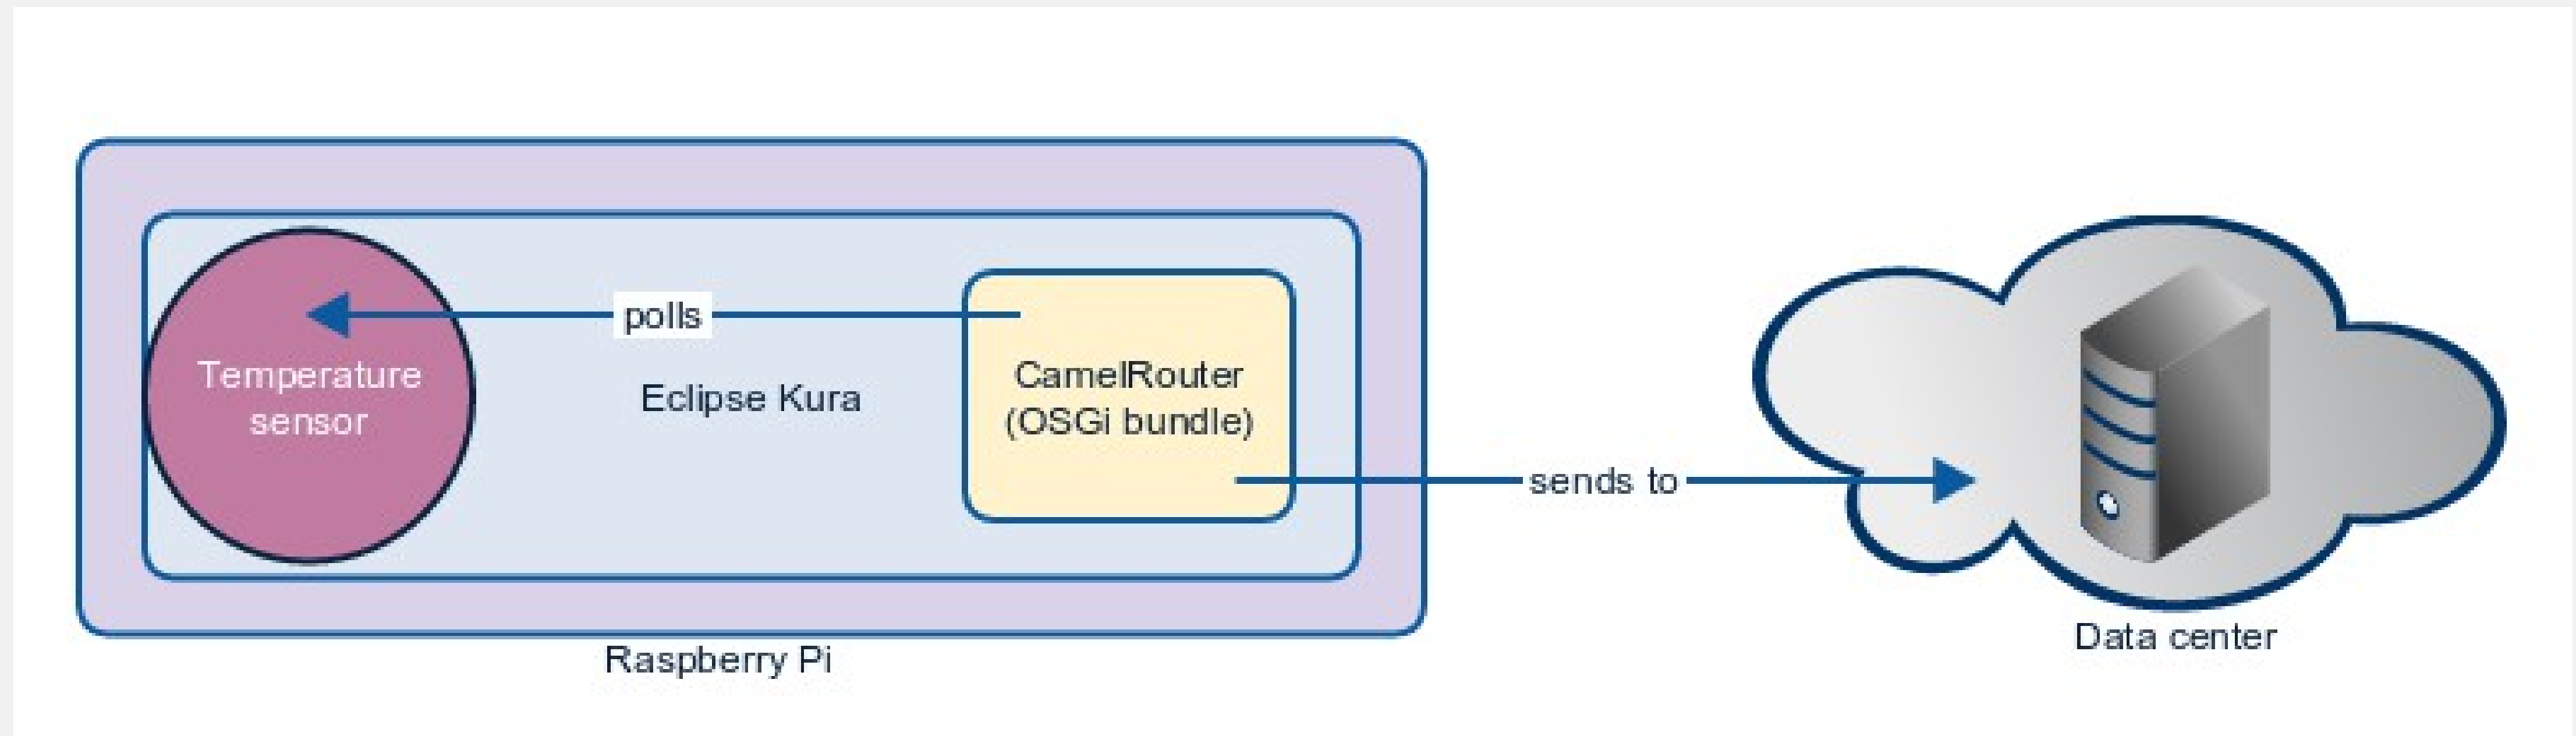 polls
Temperature
sensor
Eclipse Kura
CamelRouter
(OSGi bundle)
sends to
Raspberry Pi
Data center